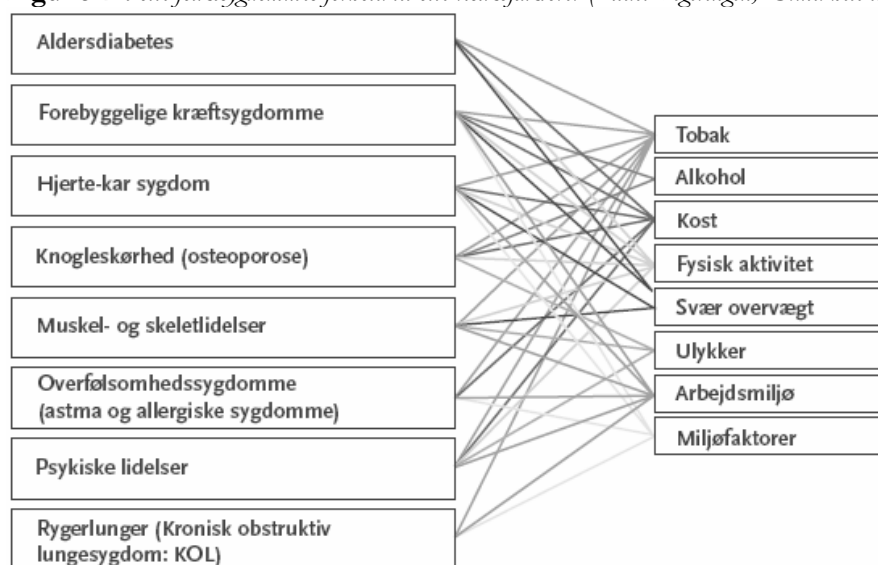 Aldersdiabetes
Forebyggelige kræftsygdomme
Hjerte-kar sygdom
Knogleskørhed (osteoporose)
Muskel- og skeletlidelser
Overfølsomhedssygdomme
(astma og allergiske sygdomme)
Psykiske lidelser
Rygerlunger (Kronisk obstruktiv
lungesygdom: KOL)
Tobak
Alkohol
Kost
Fysisk aktivitet
Svær overvægt
Ulykker
Arbejdsmiljø
Miljøfaktorer